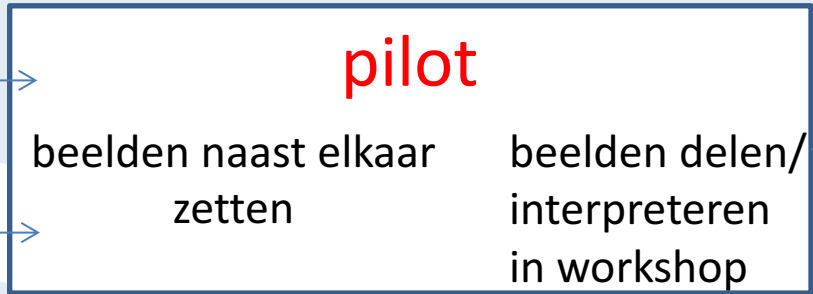 pilot
beelden naast elkaar
zetten
beelden delen/
interpreteren
in workshop